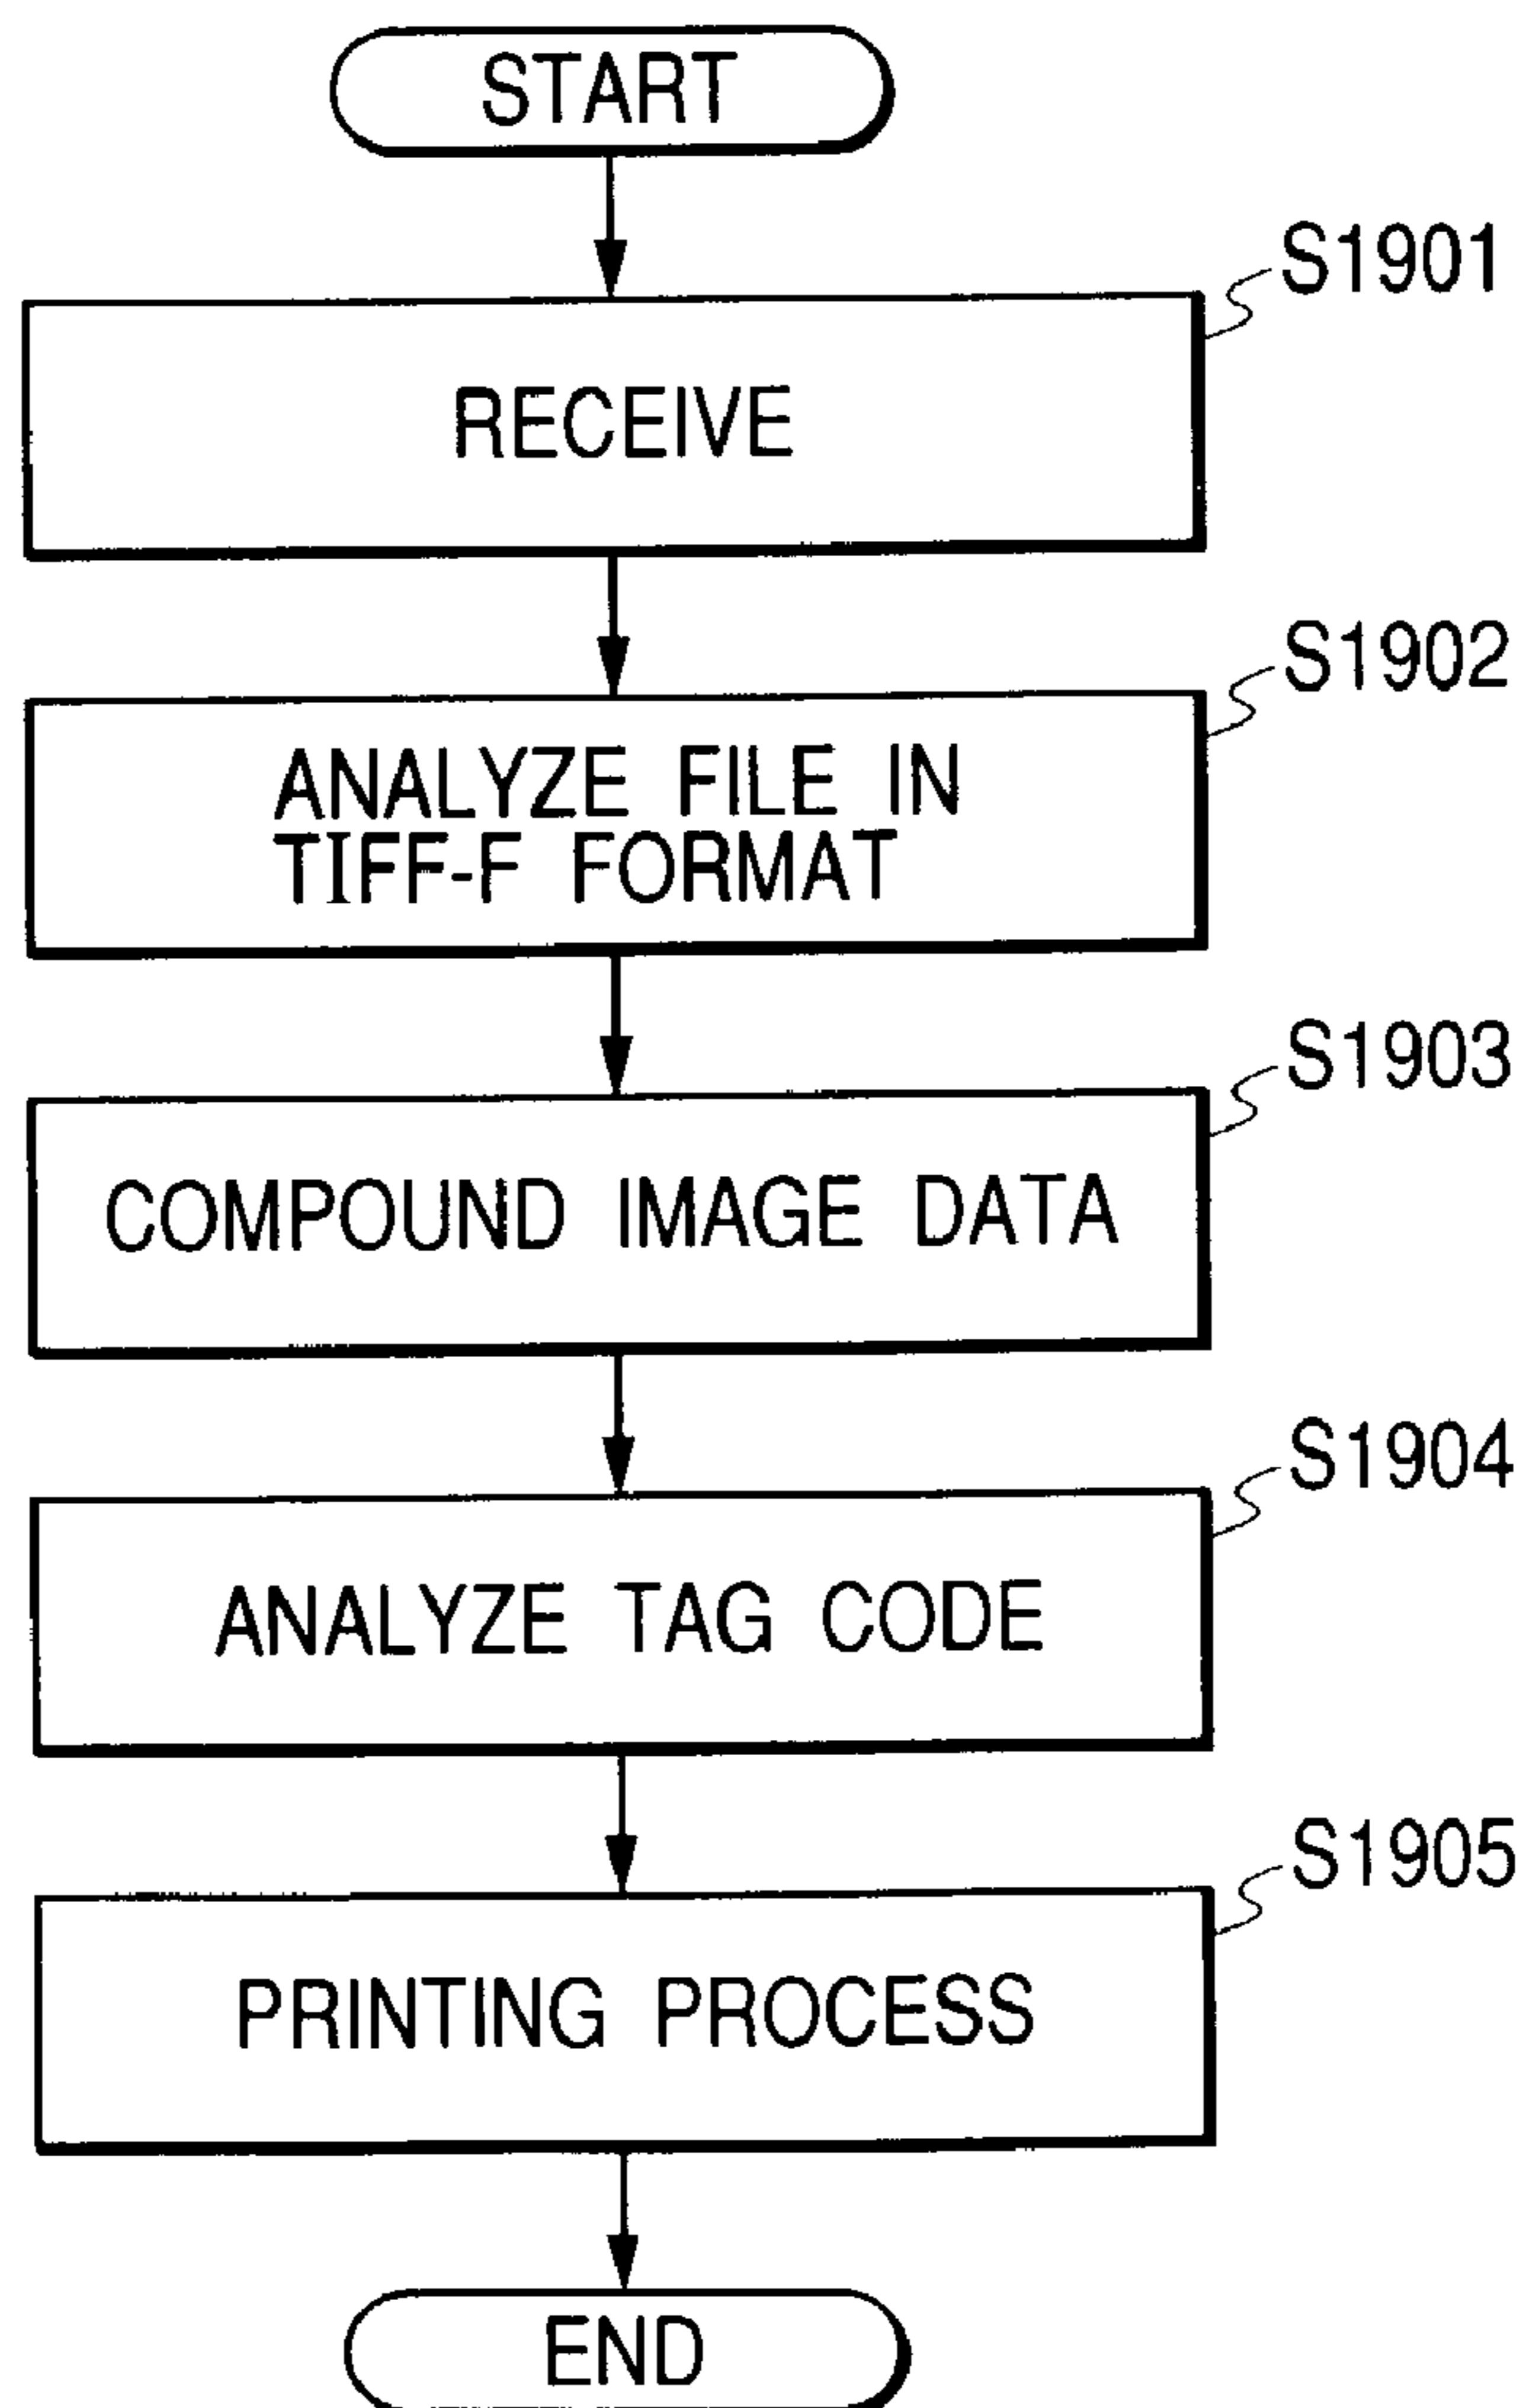 START
S1901
RECEIVE
S1902
ANALYZE FILE IN
TIFF-F FORMAT
S1903
COMPOUND IMAGE DATA
S1904
ANALYZE TAG CODE
S1905
PRINTING PROCESS
END